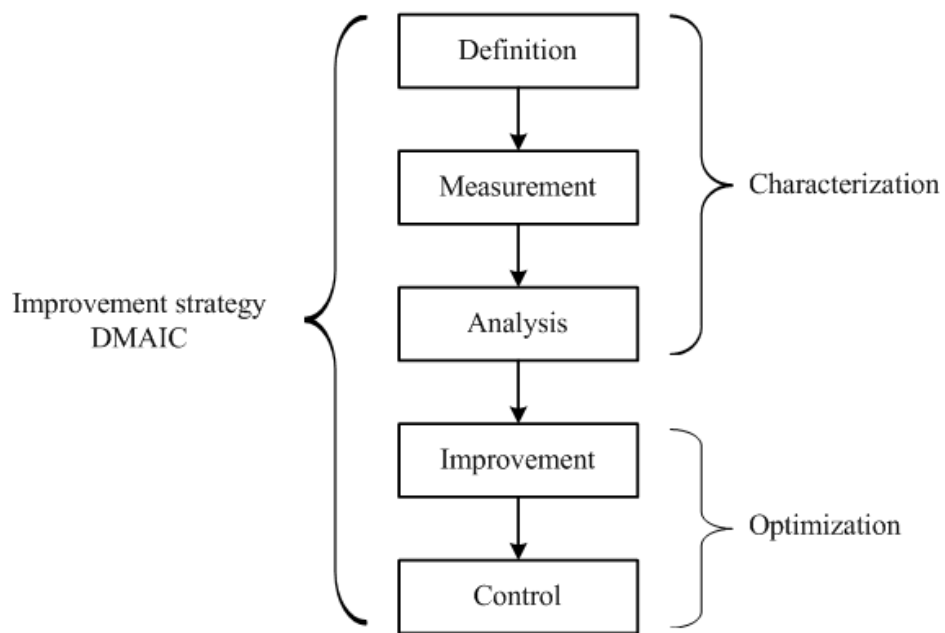 Definition
Measurement
Characterization
Improvement strategy
DMAIC
Analysis
Improvement
Optimization
Control